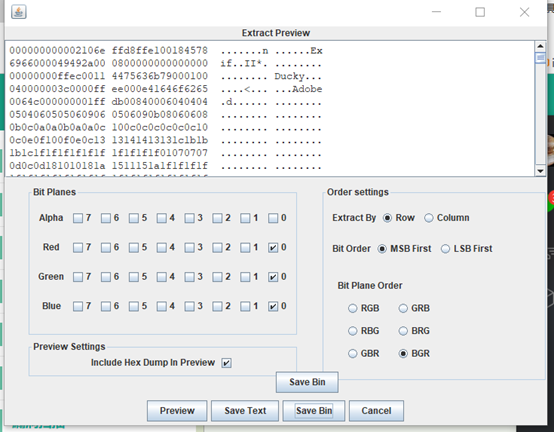 Extract Preview
000000000002106e ffd8ffe100184578 .......n ......Ex
6966000049492a00 0800000000000000 if..II*. ........
00000000ffec0011 4475636b79000100 ........ Ducky...
040000003c0000ff ee000e41646f6265 ....<... ...Adobe
0064c000000001ff db00840006040404 .d...... ........
0504060505060906 0506090b08060608 ........ ........
0b0c0a0a0b0a0a0c 100c0c0c0c0c0c10 ........ ........
0c0e0f100f0e0c13 13141413131c1b1b ........ ........
1b1c1f1f1f1f1f1f 1f1f1f1f01070707 ........ ........
0d0c0d181010181a 1511151a1f1f1f1f ........ ........
Bit Planes
Order settings
Alpha 7 6 5 4 3 2 1 0
Extract By Row Column
Red 7 6 5 4 3 2 1 0
Bit Order MSB First LSB First
Green 7 6 5 4 3 2 1 0
Bit Plane Order
Blue 7 6 5 4 3 2 1 0
RGB GRB
RBG BRG
Preview Settings
GBR BGR
Include Hex Dump In Preview
Save Bin
Preview Save Text Save Bin Cancel